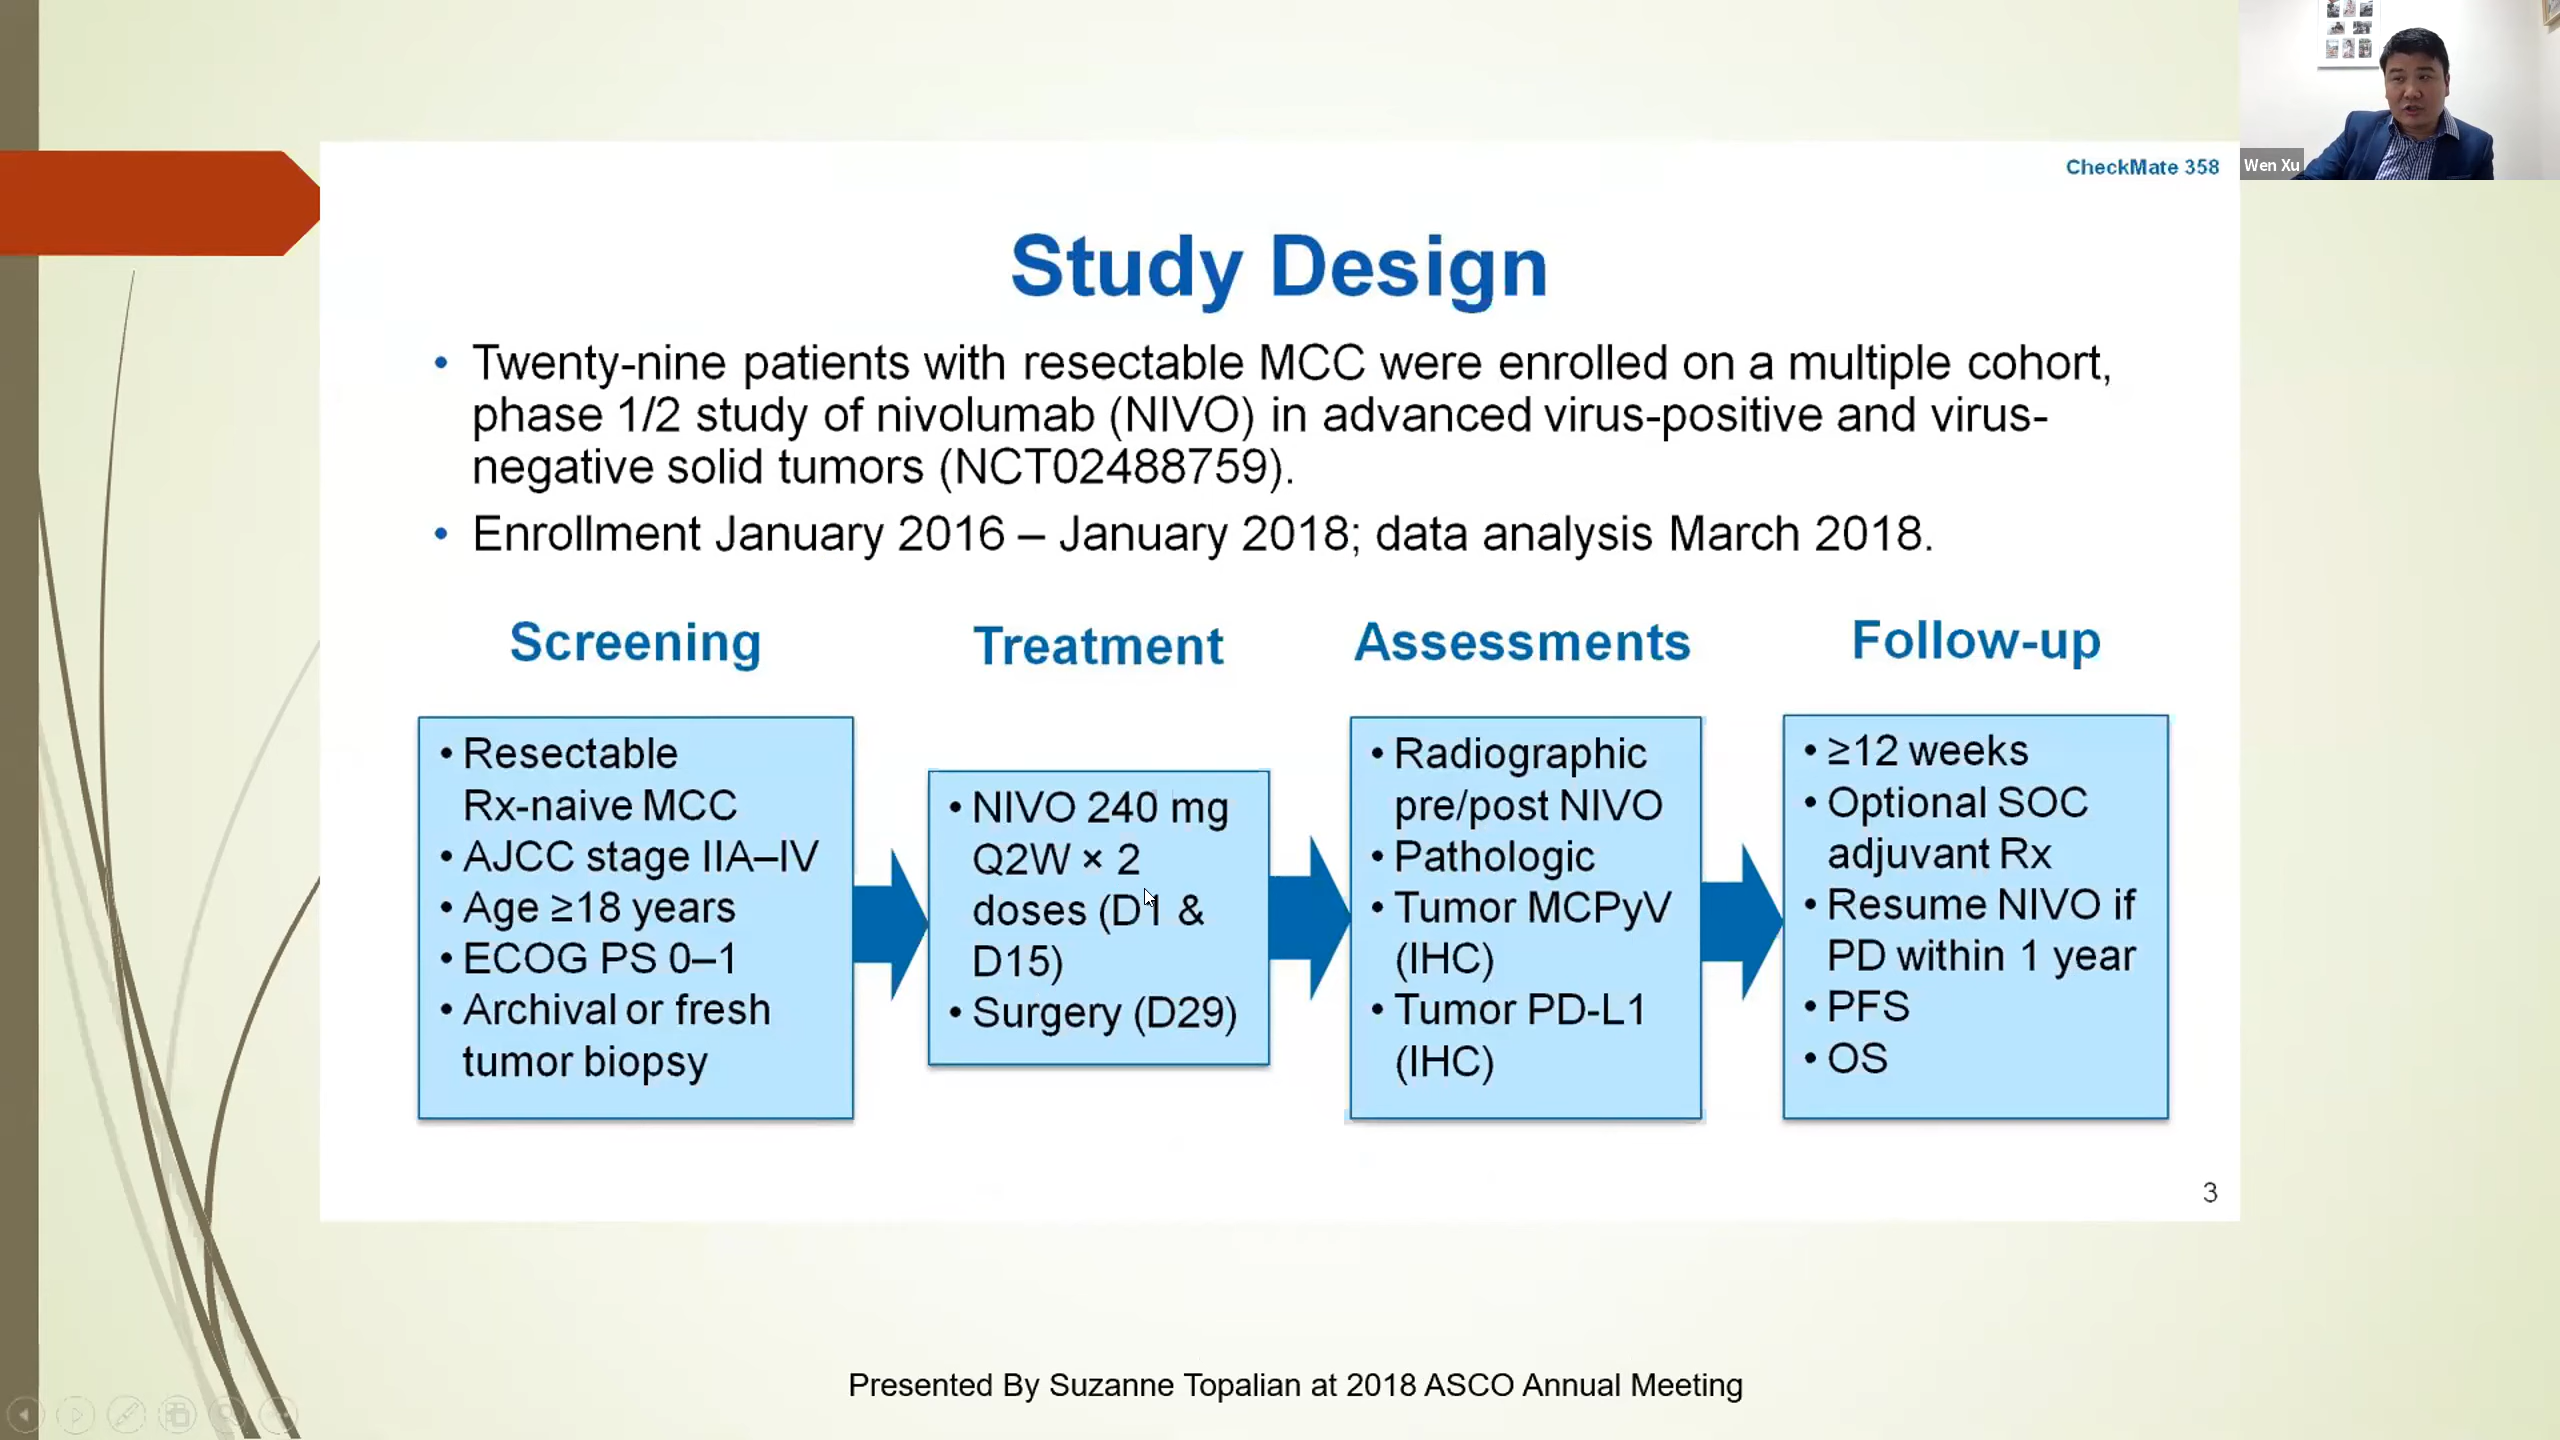 CheckMate 358
Wen Xu
Study Design
• Twenty-nine patients with resectable MCC were enrolled on a multiple cohort,
phase 1/2 study of nivolumab (NIVO) in advanced virus-positive and virus-
negative solid tumors (NCT02488759).
• Enrollment January 2016 – January 2018; data analysis March 2018.
Screening
• Resectable
Rx-naive MCC
• AJCC stage IIA–IV
• Age ≥18 years
• ECOG PS 0–1
• Archival or fresh
tumor biopsy
Treatment
• NIVO 240 mg
Q2W × 2
doses (D1 &
D15)
• Surgery (D29)
Assessments
• Radiographic
pre/post NIVO
• Pathologic
• Tumor MCPyV
(IHC)
• Tumor PD-L1
(IHC)
Follow-up
• ≥12 weeks
• Optional SOC
adjuvant Rx
• Resume NIVO if
PD within 1 year
• PFS
• OS
3
Presented By Suzanne Topalian at 2018 ASCO Annual Meeting